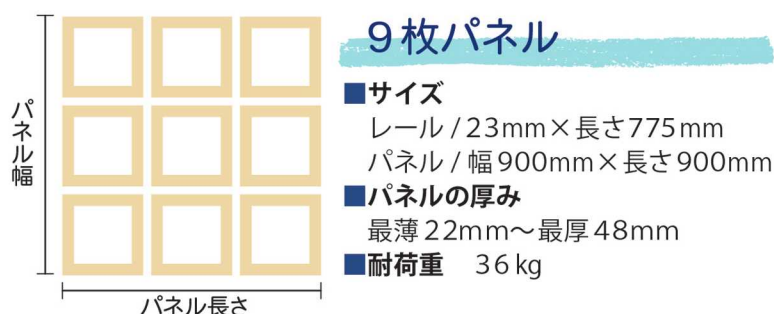 パネル幅
パネル長さ
9枚パネル
■サイズ
レール/23mm×長さ775mm
パネル/幅900mm×長さ900mm
■パネルの厚み
最薄22mm～最厚48mm
■耐荷重 36kg